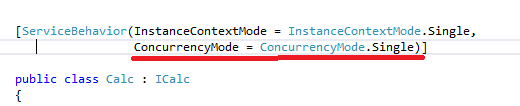 [ServiceBehavior(InstanceContextMode = InstanceContextMode.Single,
ConcurrencyMode = ConcurrencyMode.Single)]
public class Calc : ICalc
{